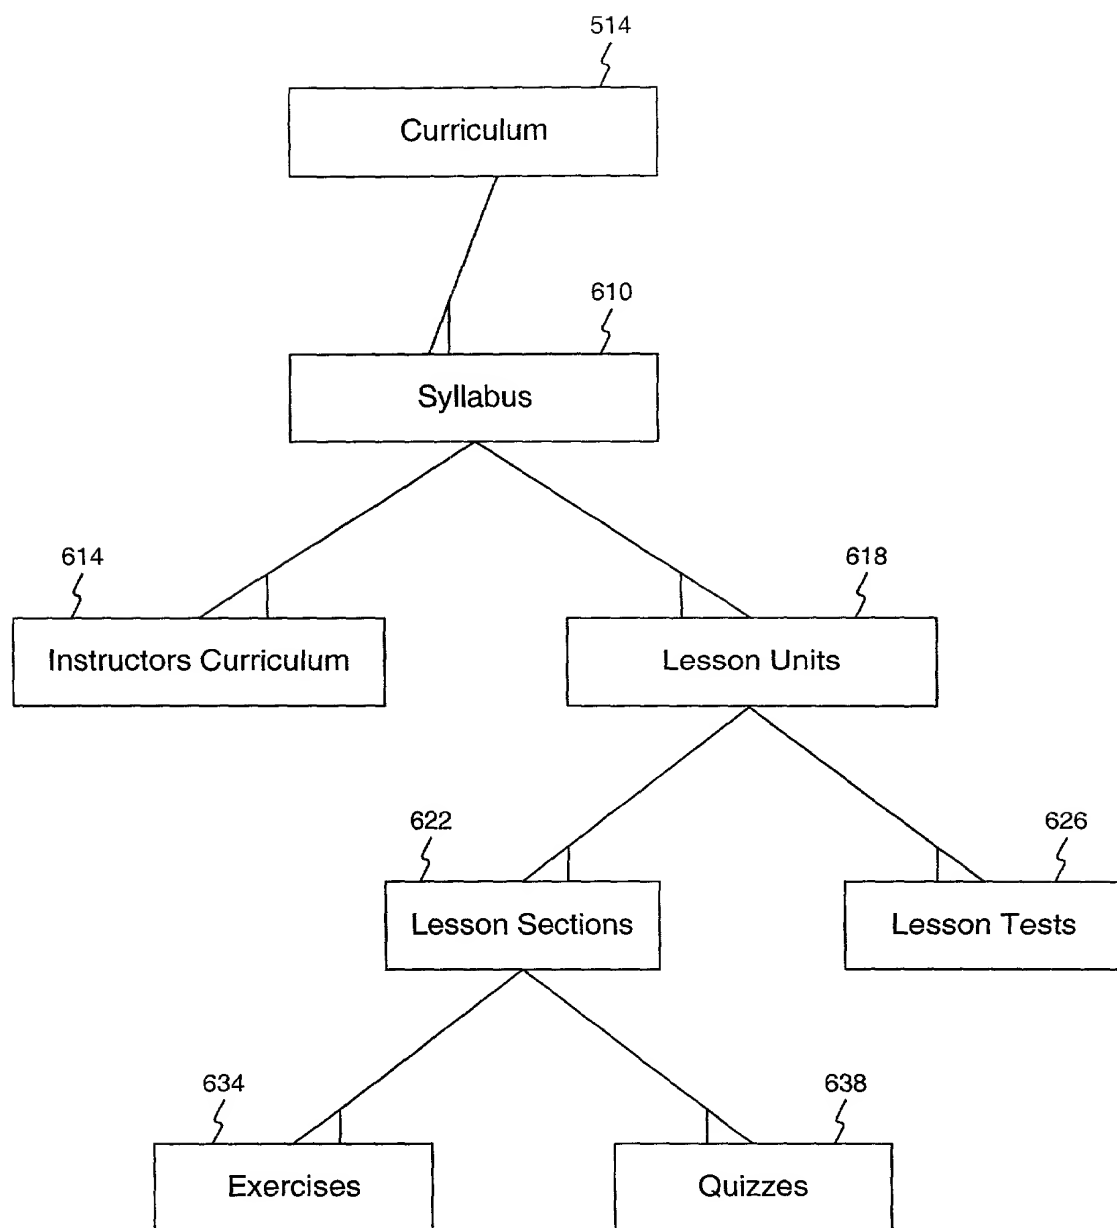 514
Curriculum
610
Syllabus
614
618
Instructors Curriculum
Lesson Units
622
626
Lesson Sections
Lesson Tests
634
638
Exercises
Quizzes